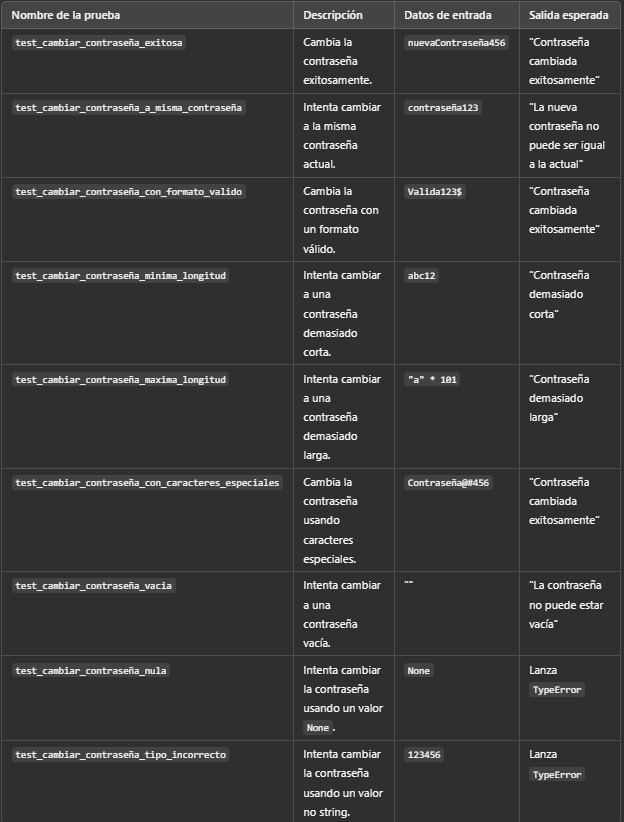 Nombre de la prueba Descripción Datos de entrada Salida esperada
test_cambiar_contraseña_exitosa Cambia la nuevaContraseña456 "Contraseña
contraseña cambiada
exitosamente. exitosamente"
test_cambiar_contraseña_a_misma_contraseña Intenta cambiar contraseña123 "La nueva
a la misma contraseña no
contraseña puede ser igual
actual. a la actual"
test_cambiar_contraseña_con_formato_valido Cambia la Valida123$ "Contraseña
contraseña con cambiada
un formato exitosamente"
válido.
test_cambiar_contraseña_minima_longitud Intenta cambiar abc12 "Contraseña
a una demasiado
contraseña corta"
demasiado
corta.
test_cambiar_contraseña_maxima_longitud Intenta cambiar "a" * 101 "Contraseña
a una demasiado
contraseña larga"
demasiado
larga.
test_cambiar_contraseña_con_caracteres_especiales Cambia la Contraseña@#456 "Contraseña
contraseña cambiada
usando exitosamente"
caracteres
especiales.
test_cambiar_contraseña_vacia Intenta cambiar "" "La contraseña
a una no puede estar
contraseña vacía"
vacía.
test_cambiar_contraseña_nula Intenta cambiar None Lanza
la contraseña TypeError
usando un valor
None .
test_cambiar_contraseña_tipo_incorrecto Intenta cambiar 123456 Lanza
la contraseña TypeError
usando un valor
no string.